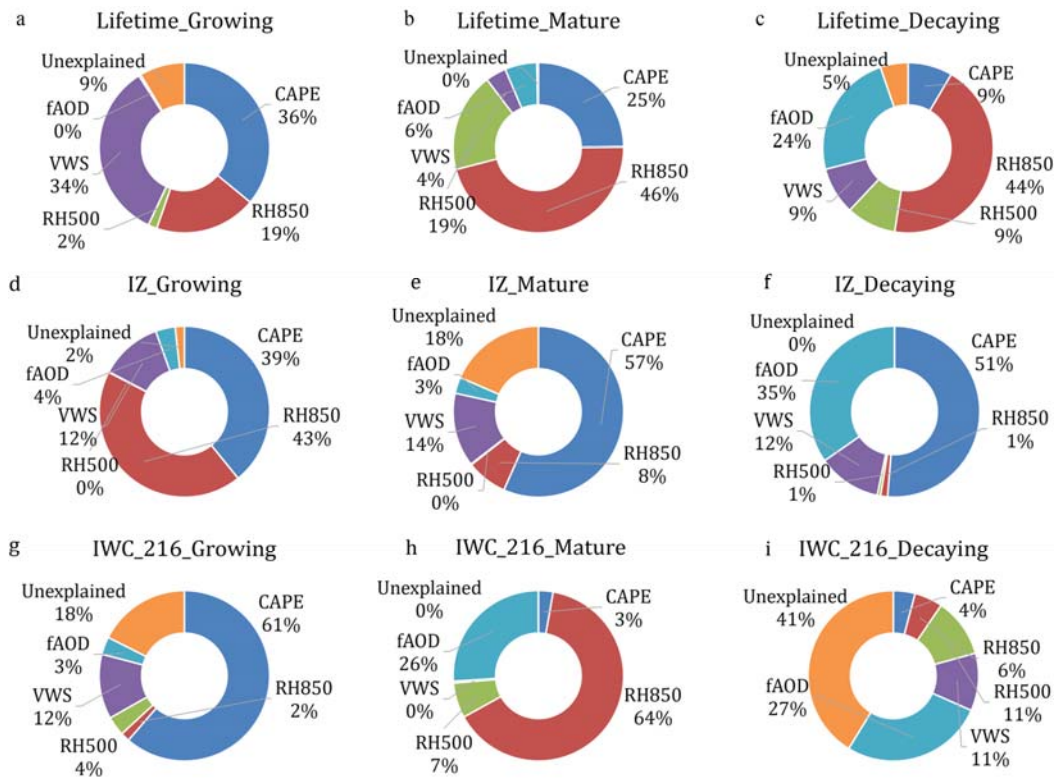 a Lifetime_Growing
Unexplained
9%
CAPE
36%
fAOD
0%
VWS
34%
RH500
2%
RH850
19%
b Lifetime_Mature
Unexplained
0%
CAPE
25%
fAOD
6%
VWS
4%
RH500
19%
RH850
46%
c Lifetime_Decaying
Unexplained
5%
CAPE
9%
fAOD
24%
VWS
9%
RH850
44%
RH500
9%
d IZ_Growing
Unexplained
2%
CAPE
39%
fAOD
4%
VWS
12%
RH500
0%
RH850
43%
e IZ_Mature
Unexplained
18%
CAPE
57%
fAOD
3%
VWS
14%
RH500
0%
RH850
8%
f IZ_Decaying
Unexplained
0%
CAPE
51%
fAOD
35%
VWS
12%
RH500
1%
RH850
1%
g IWC_216_Growing
Unexplained
18%
CAPE
61%
fAOD
3%
VWS
12%
RH500
4%
RH850
2%
h IWC_216_Mature
Unexplained
0%
CAPE
3%
fAOD
26%
VWS
0%
RH500
7%
RH850
64%
i IWC_216_Decaying
Unexplained
41%
CAPE
4%
RH850
6%
RH500
11%
fAOD
27%
VWS
11%